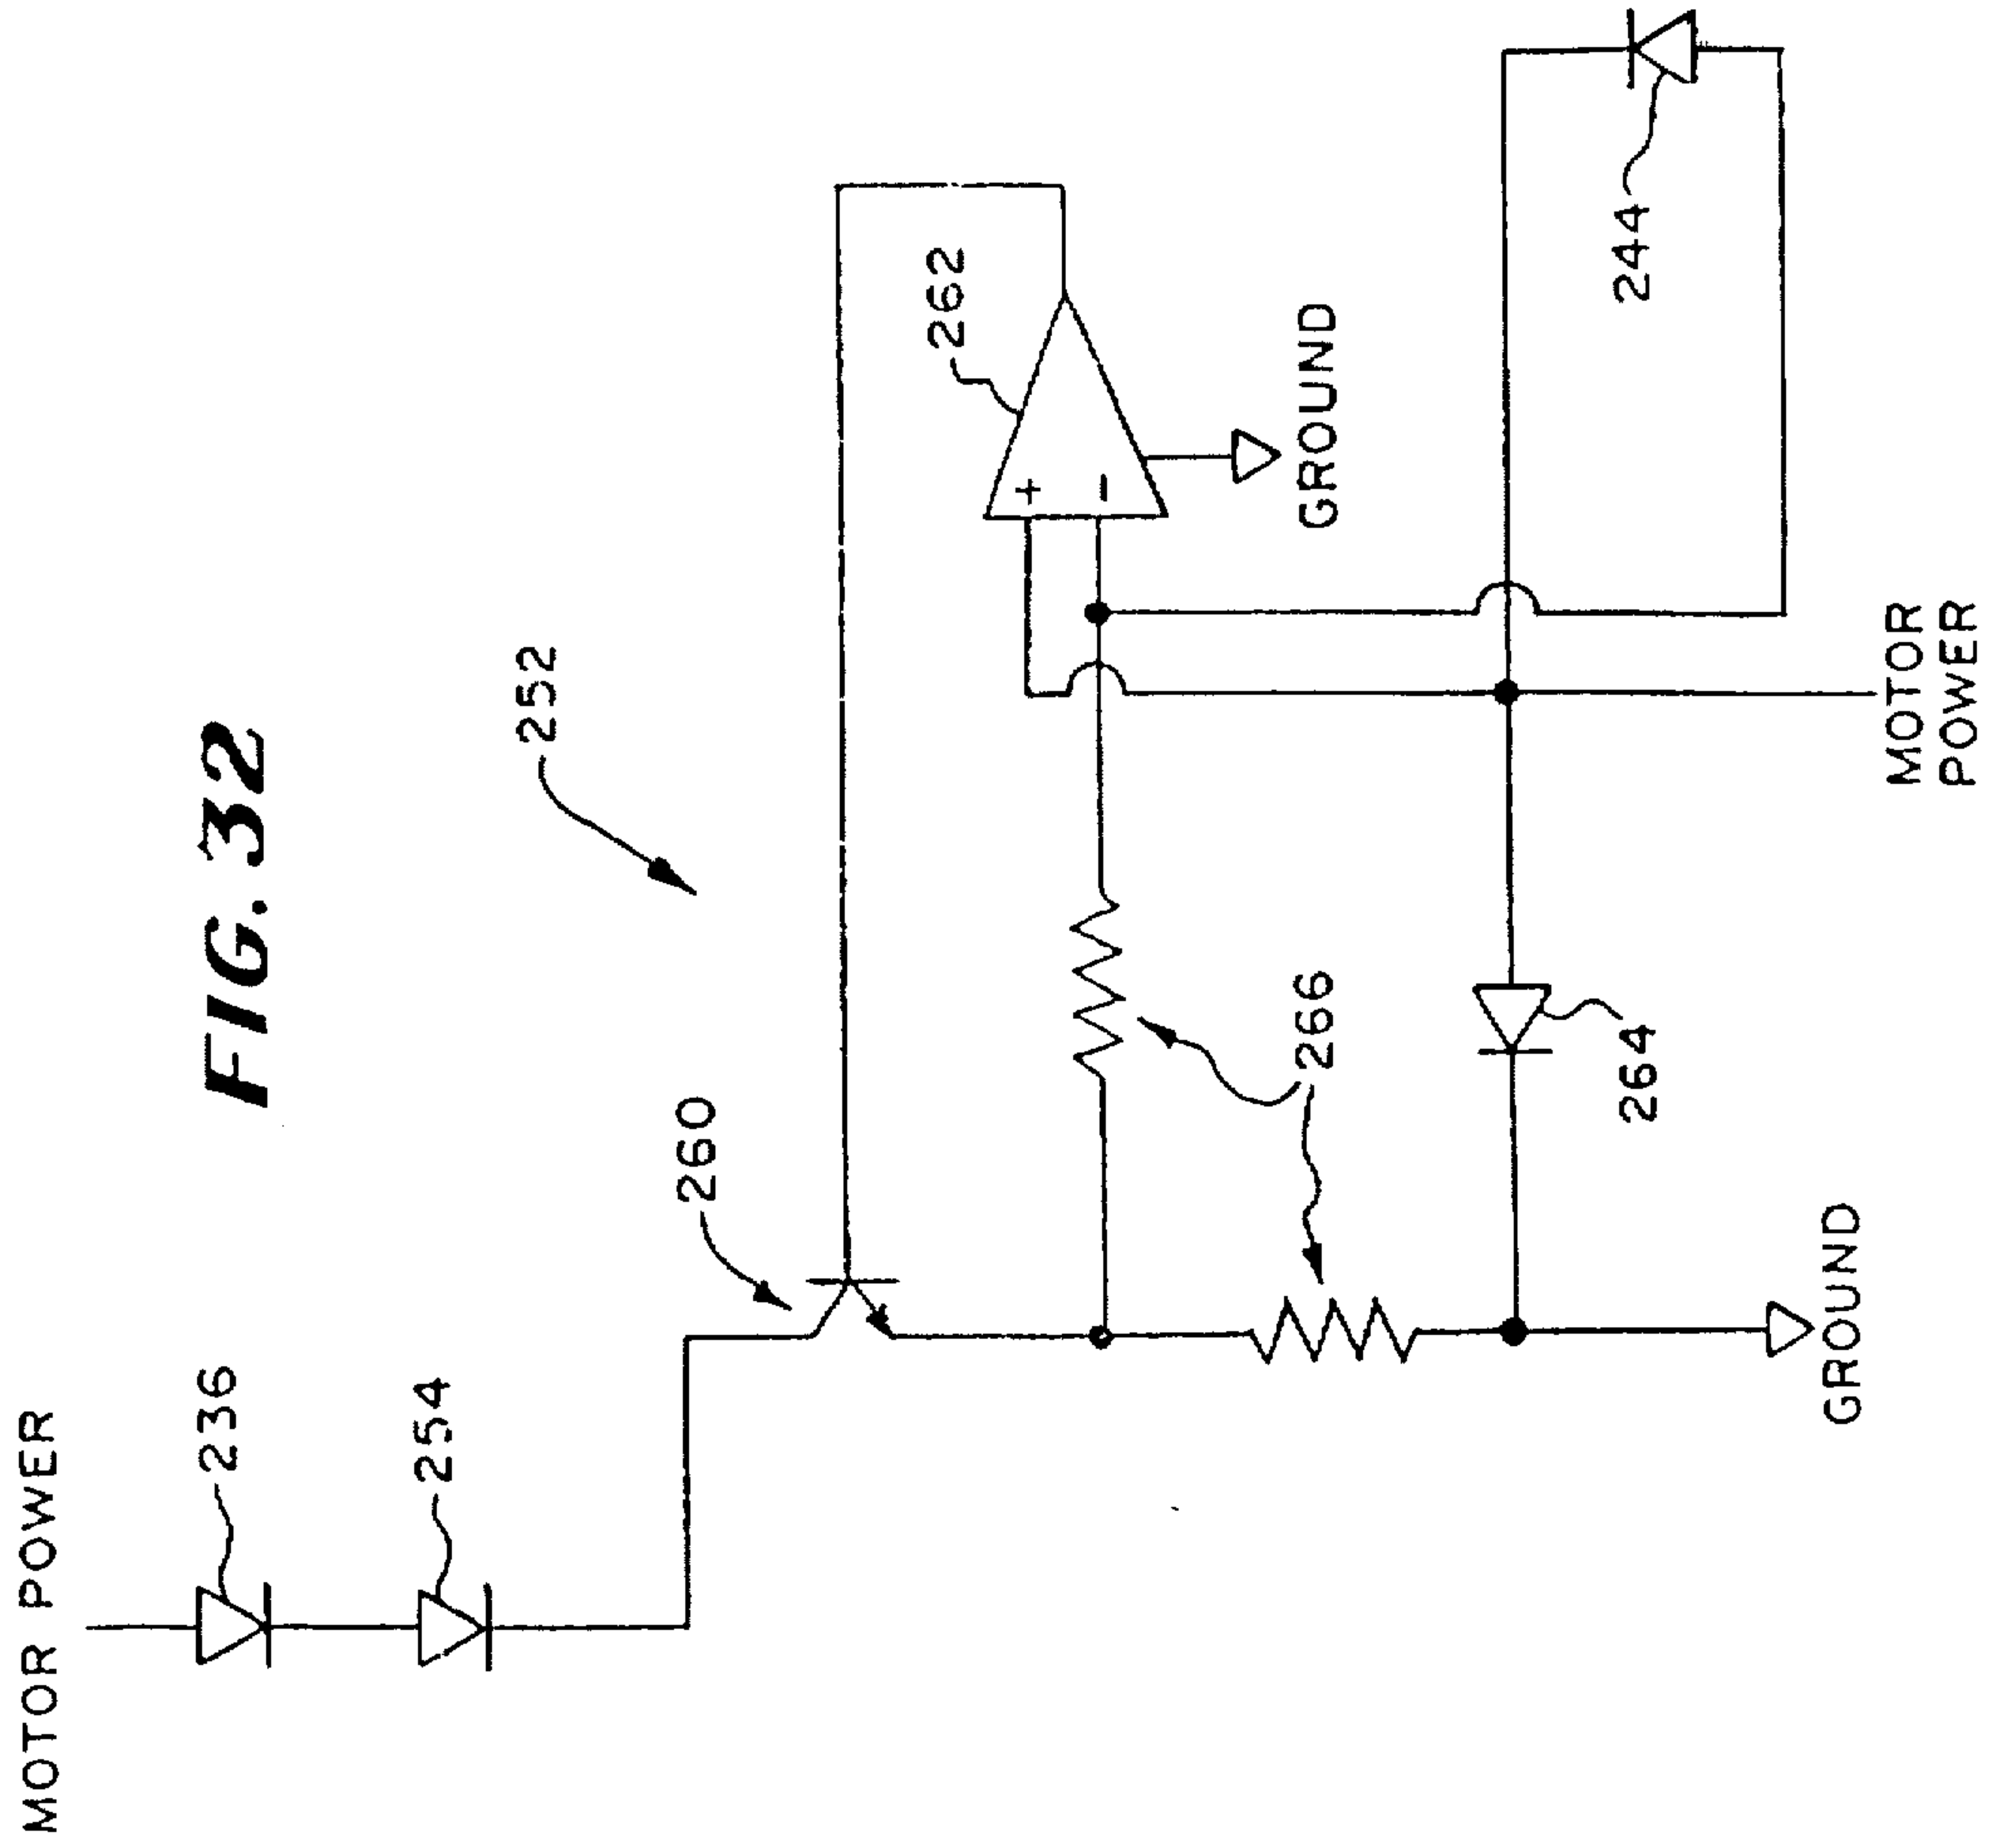 FIG. 32
MOTOR POWER
236
254
260
252
262
+
−
GROUND
266
264
244
GROUND
MOTOR
POWER